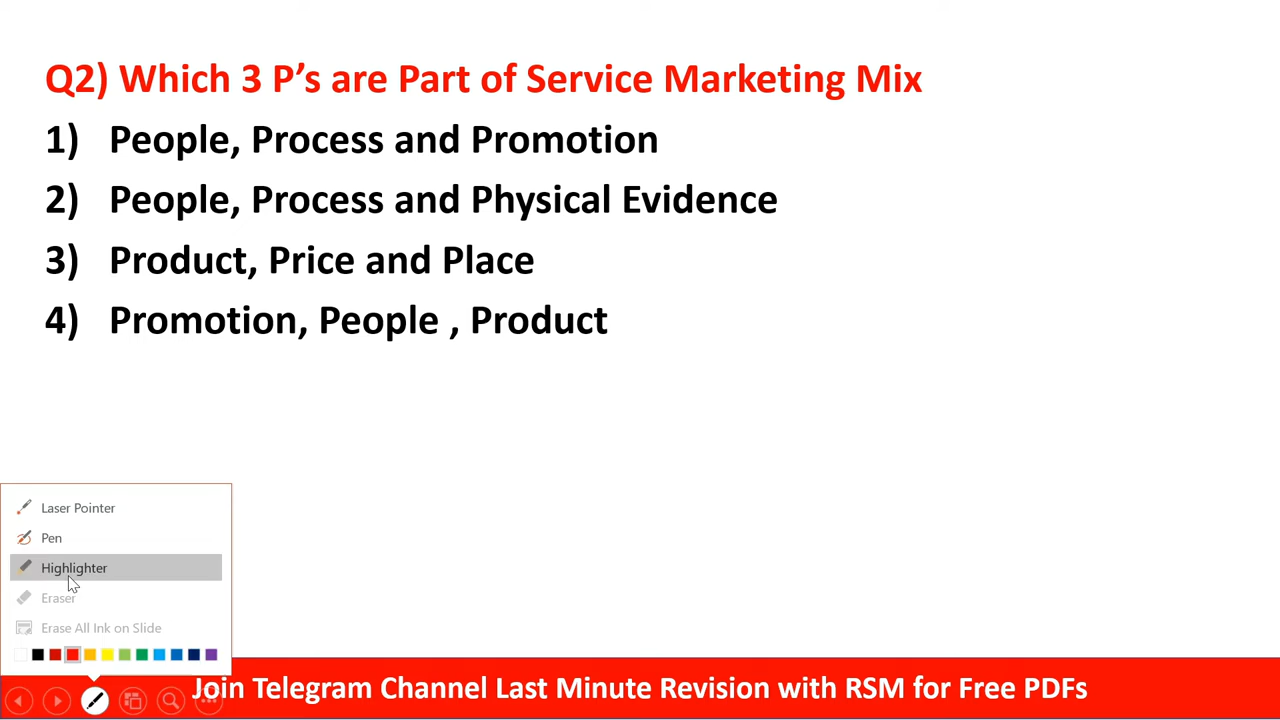 Q2) Which 3 P’s are Part of Service Marketing Mix
1) People, Process and Promotion
2) People, Process and Physical Evidence
3) Product, Price and Place
4) Promotion, People , Product
Laser Pointer
Pen
Highlighter
Eraser
Erase All Ink on Slide
Join Telegram Channel Last Minute Revision with RSM for Free PDFs